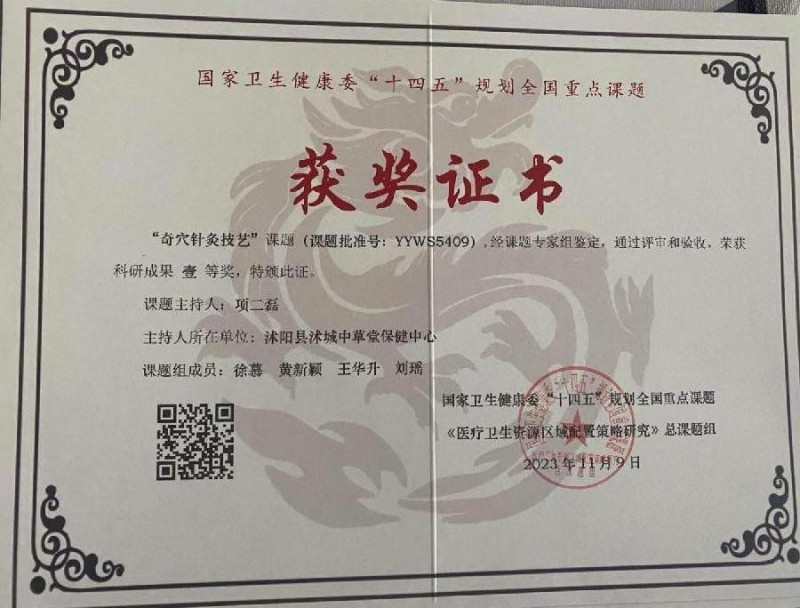 国家卫生健康委“十四五”规划全国重点课题
获奖证书
“奇穴针灸技艺”课题（课题批准号：YYWS5409），经课题专家组鉴定，通过评审和验收，荣获
科研成果 壹 等奖，特颁此证。
课题主持人：项二磊
主持人所在单位：沭阳县沭城中草堂保健中心
课题组成员：徐慕 黄新颖 王华升 刘瑶
国家卫生健康委“十四五”规划全国重点课题
《医疗卫生资源区域配置策略研究》总课题组
2023年11月9日